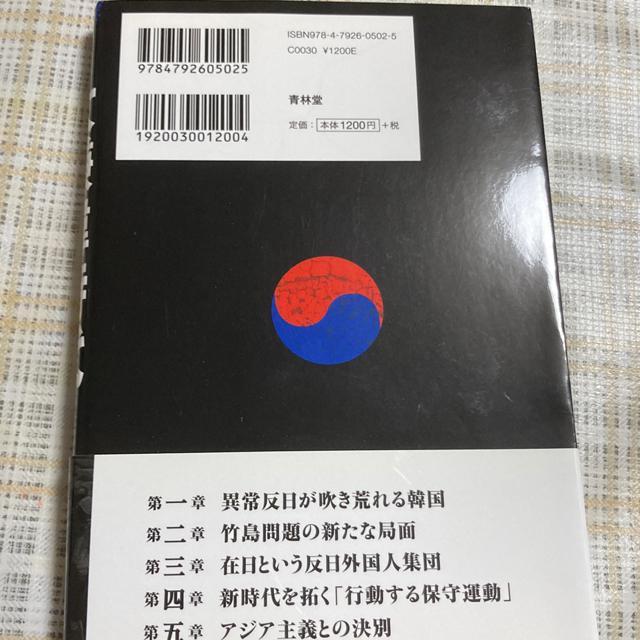 ISBN978-4-7926-0502-5
C0030 ¥1200E
9784792605025
青林堂
定価:本体1200円+税
1920030012004
第一章 異常反日が吹き荒れる韓国
第二章 竹島問題の新たな局面
第三章 在日という反日外国人集団
第四章 新時代を拓く「行動する保守運動」
第五章 アジア主義との決別